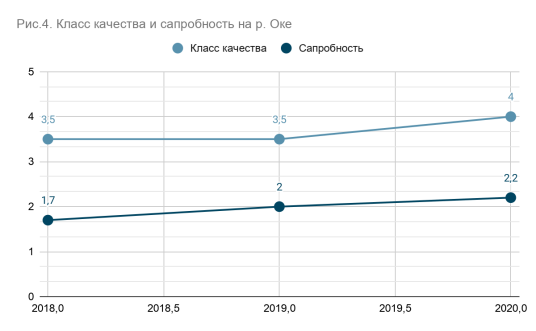 Рис.4. Класс качества и сапробность на р. Оке
Класс качества Сапробность
5
4
3
2
1
0
3,5 3,5 4
1,7 2 2,2
2018,0 2018,5 2019,0 2019,5 2020,0